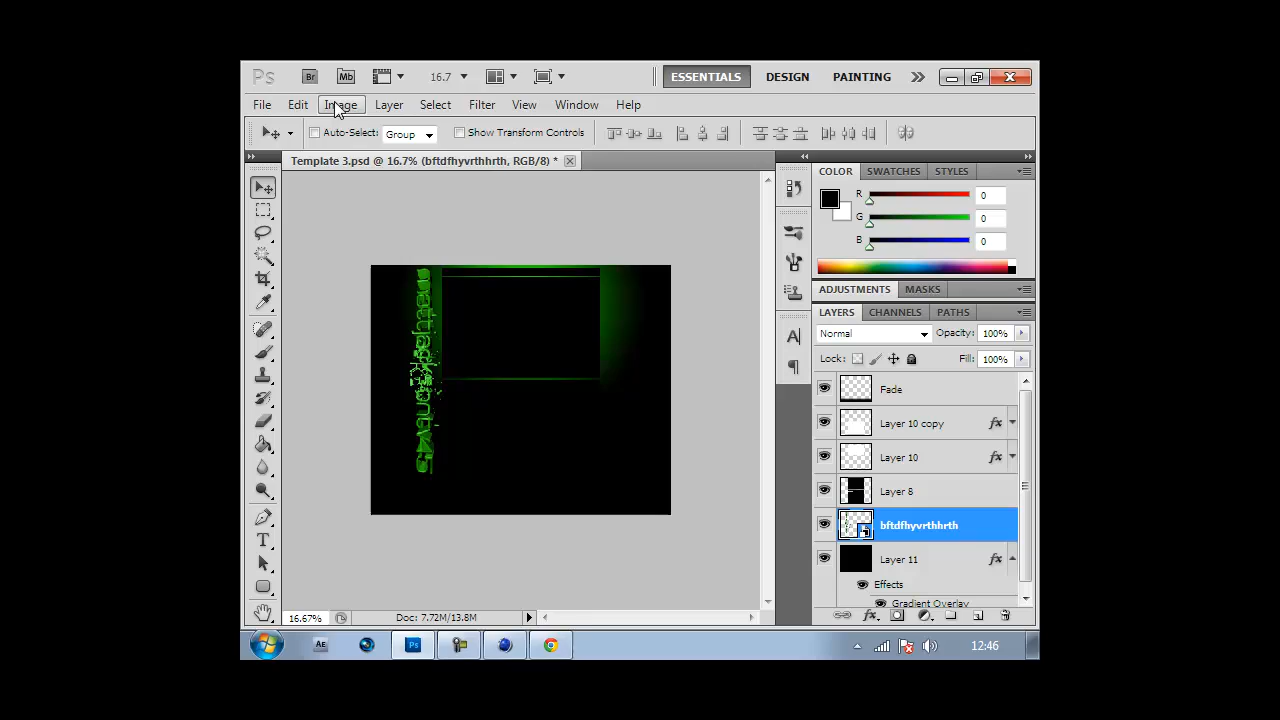 Ps Br Mb 16.7 ESSENTIALS DESIGN PAINTING
File Edit Image Layer Select Filter View Window Help
Auto-Select: Group Show Transform Controls
Template 3.psd @ 16.7% (bftdfhyvrthhrth, RGB/8) *
COLOR SWATCHES STYLES
R 0
G 0
B 0
ADJUSTMENTS MASKS
LAYERS CHANNELS PATHS
Normal Opacity: 100%
Lock: Fill: 100%
Fade
Layer 10 copy fx
Layer 10 fx
Layer 8
bftdfhyvrthhrth
Layer 11 fx
Effects
Gradient Overlay
16.67% Doc: 7.72M/13.8M
AE Ps 12:46